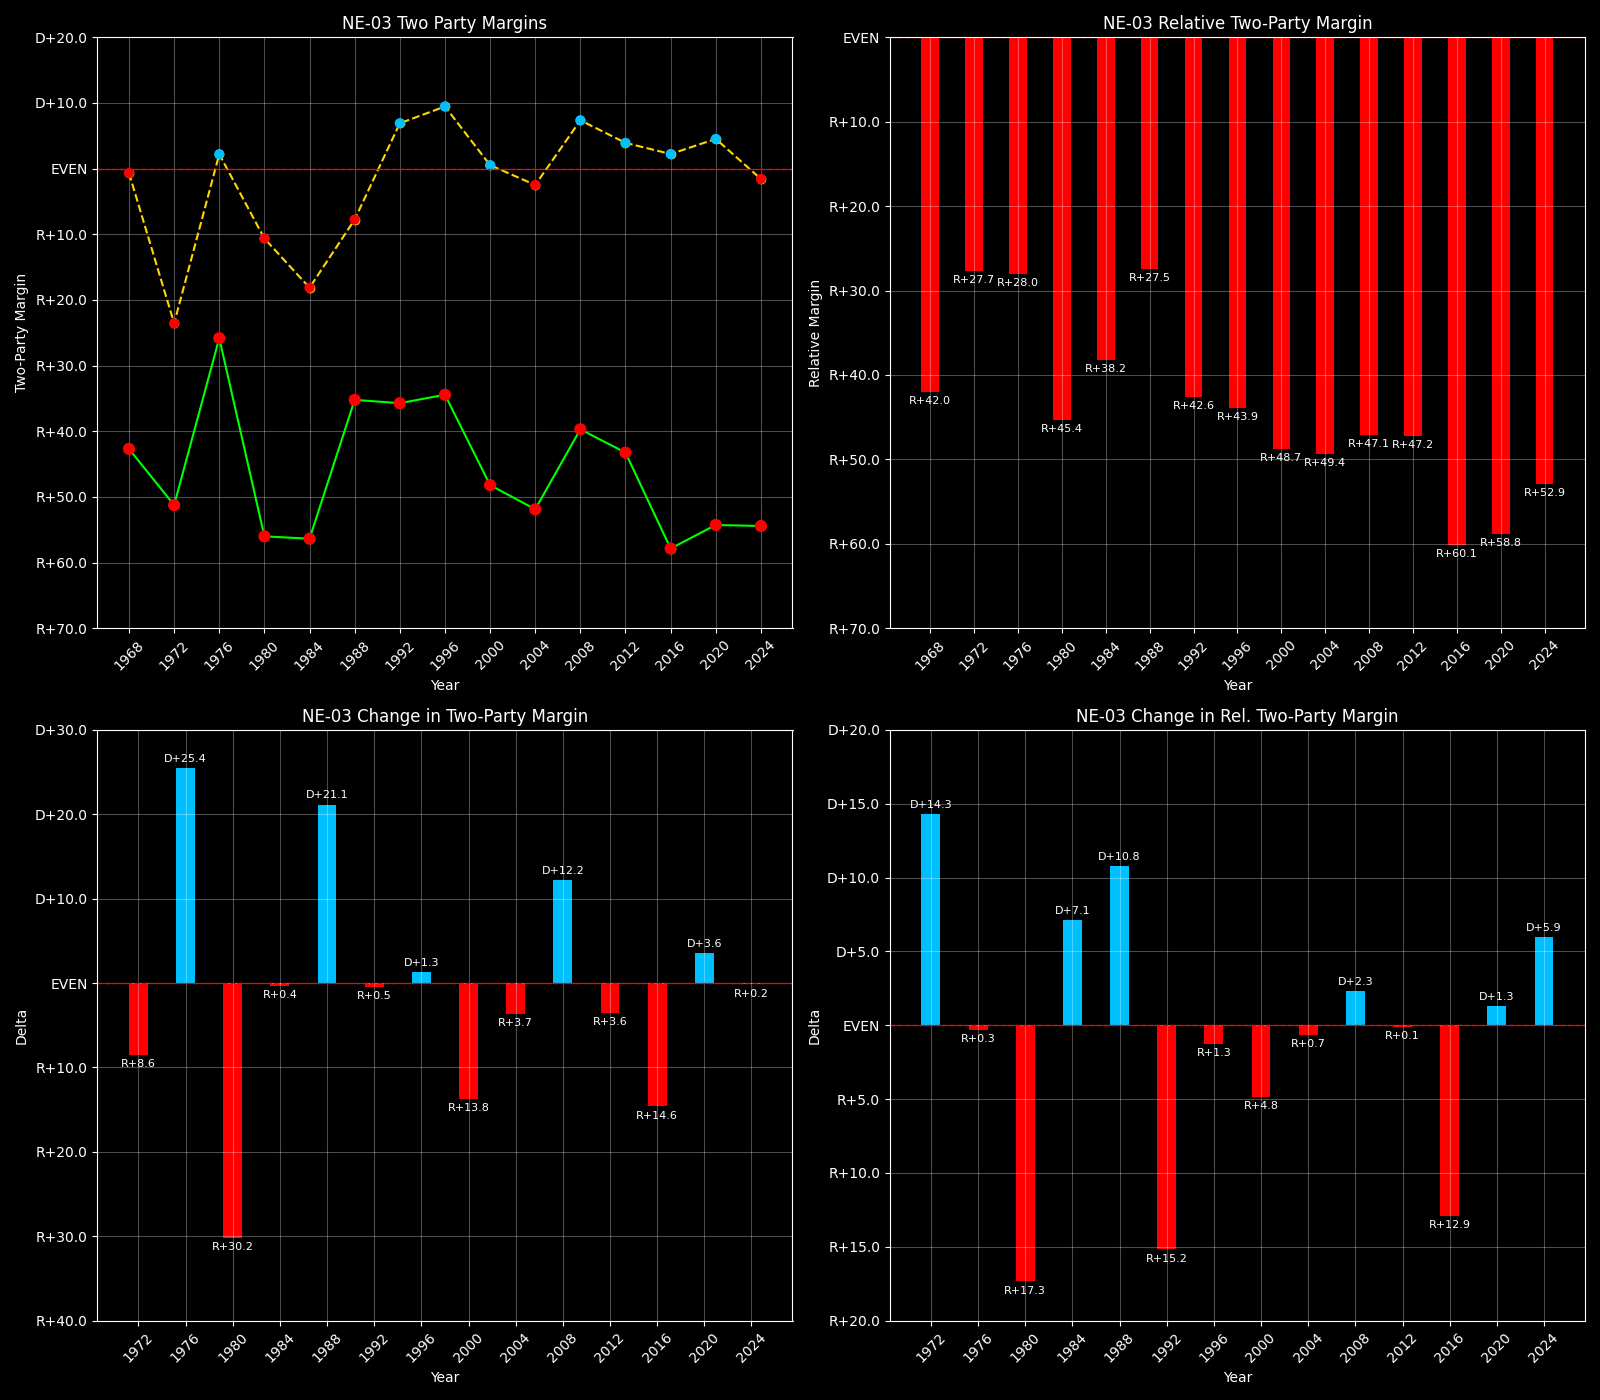 NE-03 Two Party Margins
D+20.0
D+10.0
EVEN
R+10.0
R+20.0
R+30.0
R+40.0
R+50.0
R+60.0
R+70.0
Two-Party Margin
1968 1972 1976 1980 1984 1988 1992 1996 2000 2004 2008 2012 2016 2020 2024
Year
NE-03 Relative Two-Party Margin
EVEN
R+10.0
R+20.0
R+30.0
R+40.0
R+50.0
R+60.0
R+70.0
Relative Margin
R+42.0 R+27.7 R+28.0 R+45.4 R+38.2 R+27.5 R+42.6 R+43.9 R+48.7 R+49.4 R+47.1 R+47.2 R+60.1 R+58.8 R+52.9
1968 1972 1976 1980 1984 1988 1992 1996 2000 2004 2008 2012 2016 2020 2024
Year
NE-03 Change in Two-Party Margin
D+30.0
D+20.0
D+10.0
EVEN
R+10.0
R+20.0
R+30.0
R+40.0
Delta
R+8.6 D+25.4 R+30.2 R+0.4 D+21.1 R+0.5 D+1.3 R+13.8 R+3.7 D+12.2 R+3.6 R+14.6 D+3.6 R+0.2
1972 1976 1980 1984 1988 1992 1996 2000 2004 2008 2012 2016 2020 2024
Year
NE-03 Change in Rel. Two-Party Margin
D+20.0
D+15.0
D+10.0
D+5.0
EVEN
R+5.0
R+10.0
R+15.0
R+20.0
Delta
D+14.3 R+0.3 R+17.3 D+7.1 D+10.8 R+15.2 R+1.3 R+4.8 R+0.7 D+2.3 R+0.1 R+12.9 D+1.3 D+5.9
1972 1976 1980 1984 1988 1992 1996 2000 2004 2008 2012 2016 2020 2024
Year